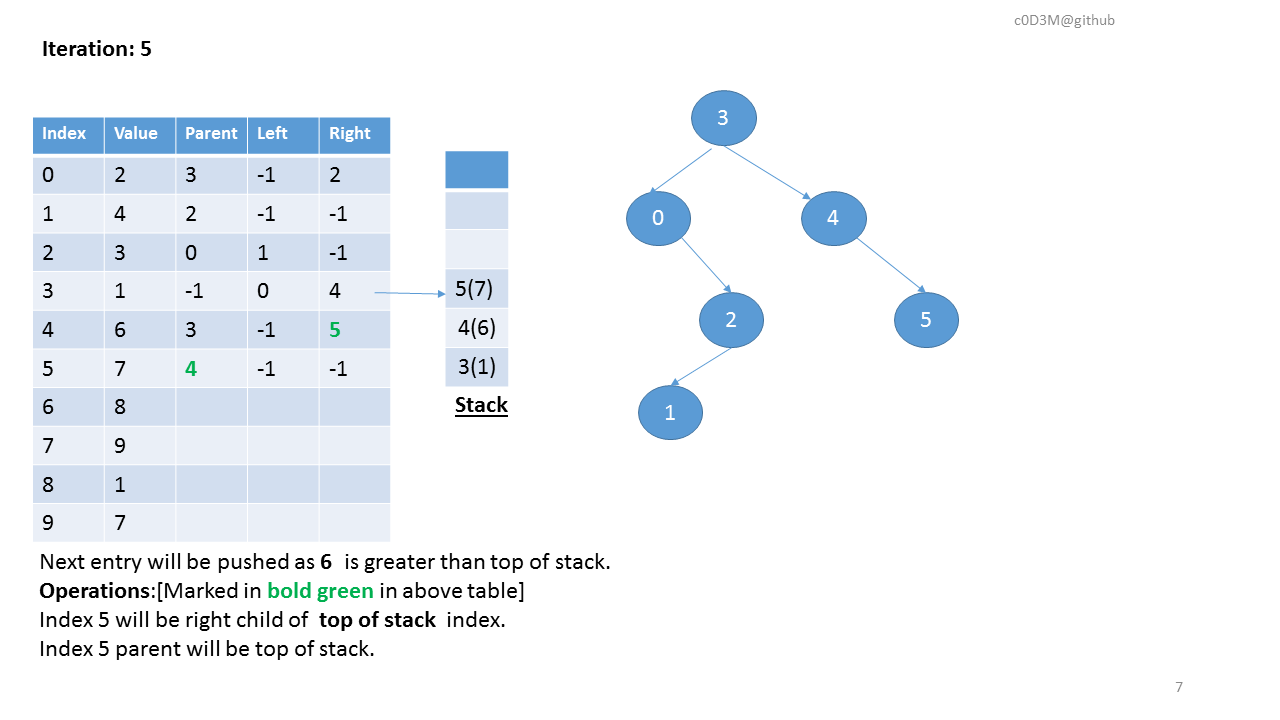 c0D3M@github
Iteration: 5
Index Value Parent Left Right
0 2 3 -1 2
1 4 2 -1 -1
2 3 0 1 -1
3 1 -1 0 4
4 6 3 -1 5
5 7 4 -1 -1
6 8
7 9
8 1
9 7
5(7)
4(6)
3(1)
Stack
3
0 4
2 5
1
Next entry will be pushed as 6 is greater than top of stack.
Operations:[Marked in bold green in above table]
Index 5 will be right child of top of stack index.
Index 5 parent will be top of stack.
7